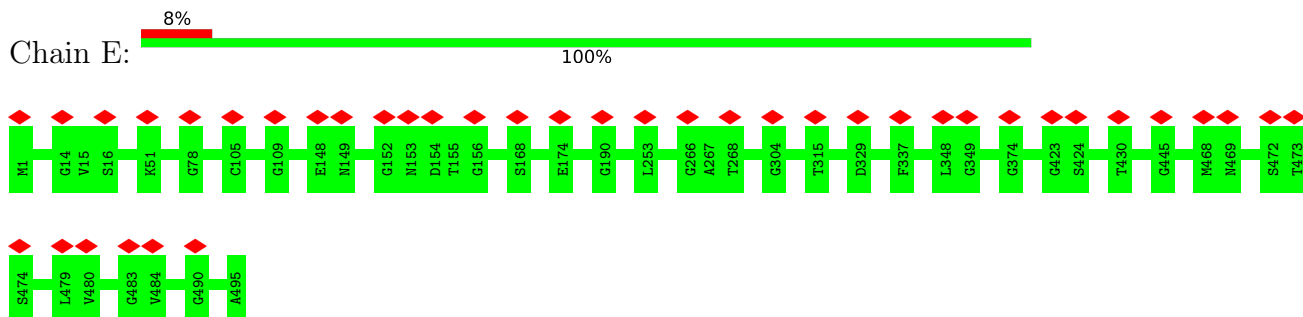 8%
Chain E:
100%
M1 G14 V15 S16 K51 G78 C105 G109 E148 N149 G152 N153 D154 T155 G156 S168 E174 G190 L253 G266 A267 T268 G304 T315 D329 F337 L348 G349 G374 G423 S424 T430 G445 M468 N469 S472 T473
S474 L479 V480 G483 V484 G490 A495